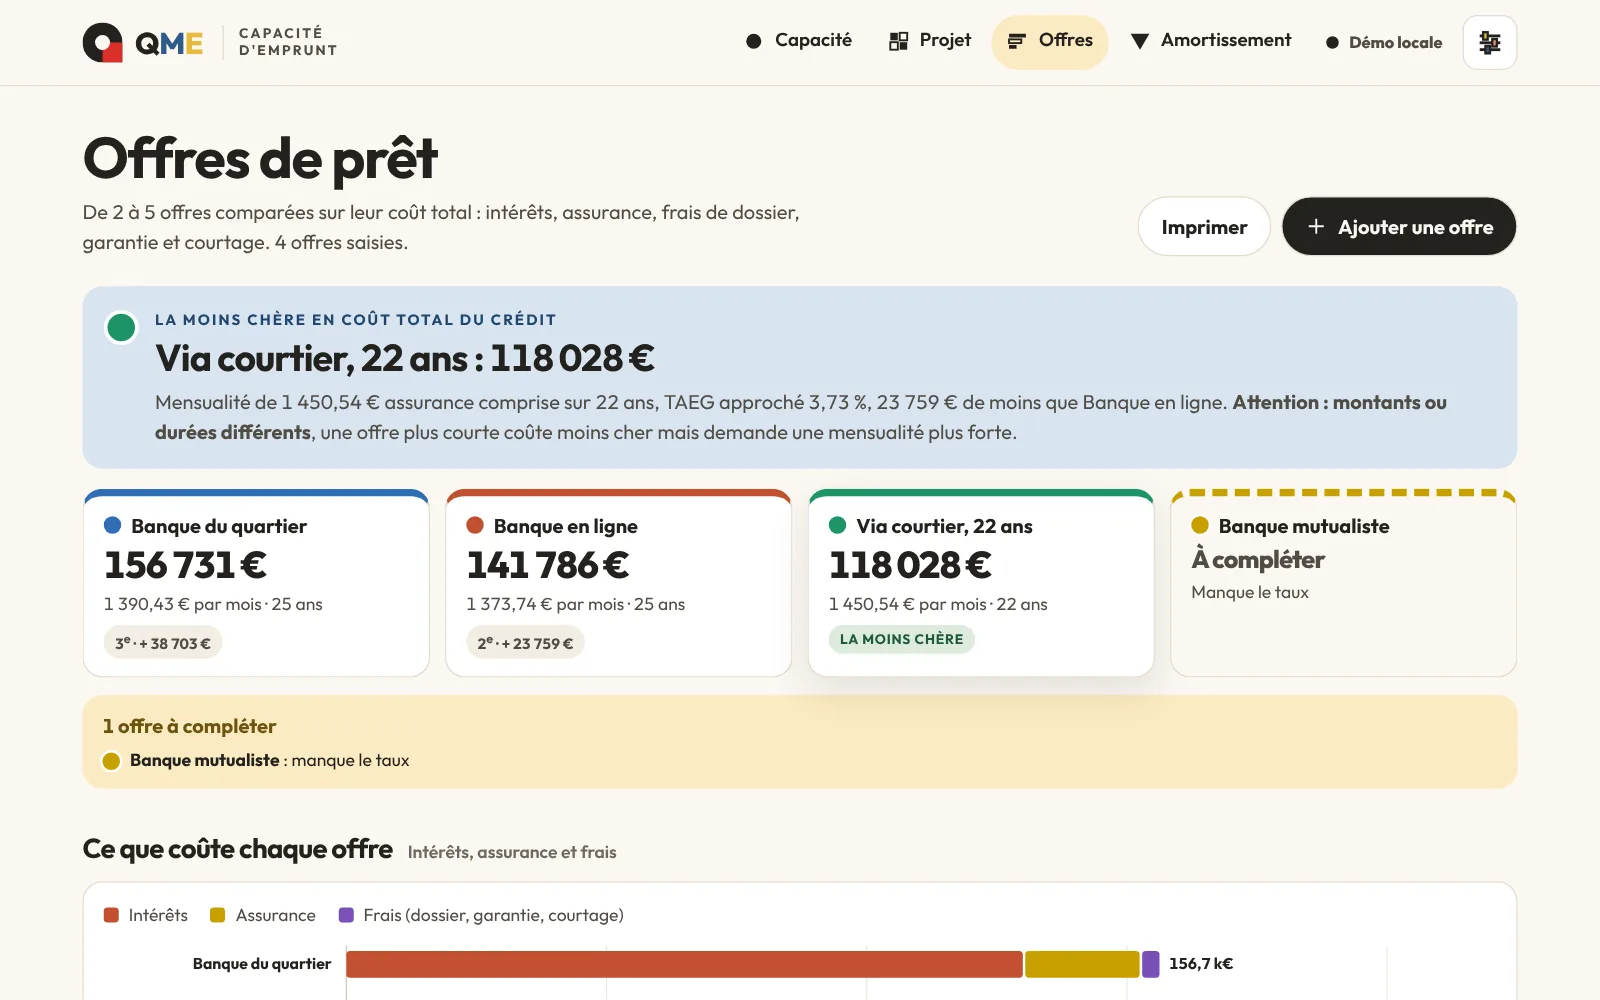 QME
CAPACITÉ
D'EMPRUNT
Capacité
Projet
Offres
Amortissement
Démo locale
Offres de prêt
De 2 à 5 offres comparées sur leur coût total : intérêts, assurance, frais de dossier,
garantie et courtage. 4 offres saisies.
Imprimer
+ Ajouter une offre
LA MOINS CHÈRE EN COÛT TOTAL DU CRÉDIT
Via courtier, 22 ans : 118 028 €
Mensualité de 1 450,54 € assurance comprise sur 22 ans, TAEG approché 3,73 %, 23 759 € de moins que Banque en ligne. Attention : montants ou
durées différents, une offre plus courte coûte moins cher mais demande une mensualité plus forte.
Banque du quartier
156 731 €
1 390,43 € par mois · 25 ans
3e · + 38 703 €
Banque en ligne
141 786 €
1 373,74 € par mois · 25 ans
2e · + 23 759 €
Via courtier, 22 ans
118 028 €
1 450,54 € par mois · 22 ans
LA MOINS CHÈRE
Banque mutualiste
À compléter
Manque le taux
1 offre à compléter
Banque mutualiste : manque le taux
Ce que coûte chaque offre Intérêts, assurance et frais
Intérêts Assurance Frais (dossier, garantie, courtage)
Banque du quartier 156,7 k€